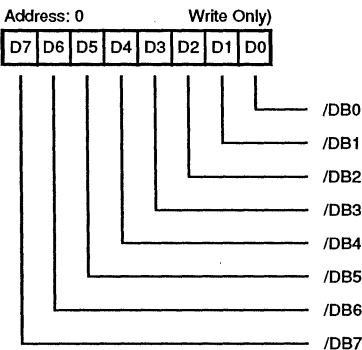 Address: 0 Write Only)
D7 D6 D5 D4 D3 D2 D1 D0
/DB0
/DB1
/DB2
/DB3
/DB4
/DB5
/DB6
/DB7